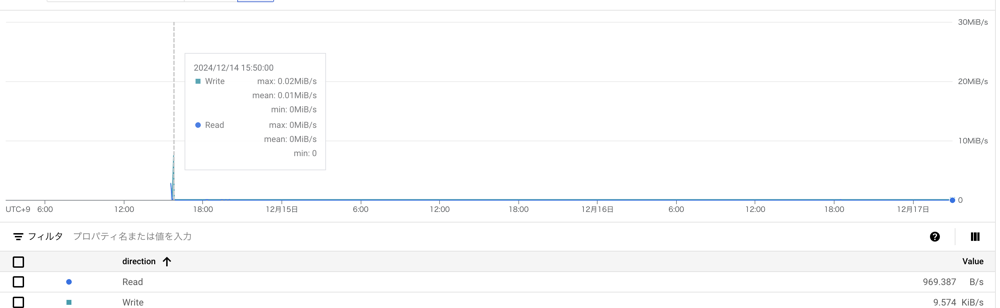 30MiB/s
2024/12/14 15:50:00
Write max: 0.02MiB/s
mean: 0.01MiB/s
min: 0MiB/s
Read max: 0MiB/s
mean: 0MiB/s
min: 0
20MiB/s
10MiB/s
0
UTC+9 6:00 12:00 18:00 12月15日 6:00 12:00 18:00 12月16日 6:00 12:00 18:00 12月17日
フィルタ プロパティ名または値を入力
direction Value
Read 969.387 B/s
Write 9.574 KiB/s